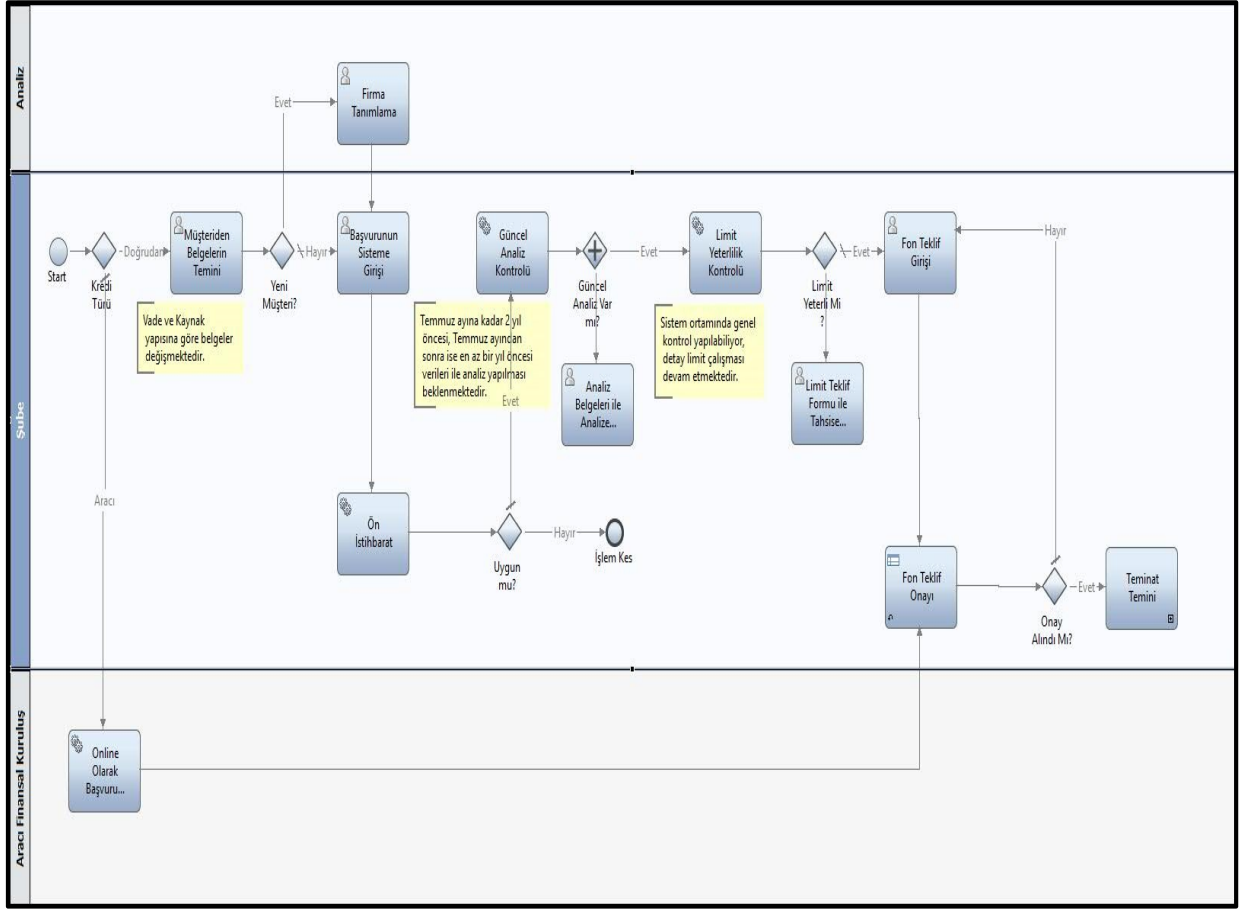 Analiz
Evet
Firma
Tanımlama
Şube
Start
Kredi
Türü
Doğrudan
Müşteriden
Belgelerin
Temini
Vade ve Kaynak
yapısına göre belgeler
değişmektedir.
Yeni
Müşteri?
Hayır
Başvurunun
Sisteme
Girişi
Güncel
Analiz
Kontrolü
Temmuz ayına kadar 2 yıl
öncesi, Temmuz ayından
sonra ise en az bir yıl öncesi
verileri ile analiz yapılması
beklenmektedir.
Evet
Güncel
Analiz Var
mı?
Evet
Analiz
Belgeleri ile
Analize...
Limit
Yeterlilik
Kontrolü
Sistem ortamında genel
kontrol yapılabiliyor,
detay limit çalışması
devam etmektedir.
Limit
Yeterli Mi
?
Evet
Limit Teklif
Formu ile
Tahsise...
Fon Teklif
Girişi
Hayır
Aracı
Ön
İstihbarat
Uygun
mu?
Hayır
İşlem Kes
Fon Teklif
Onayı
Onay
Alındı Mı?
Evet
Teminat
Temini
Aracı Finansal Kuruluş
Online
Olarak
Başvuru...